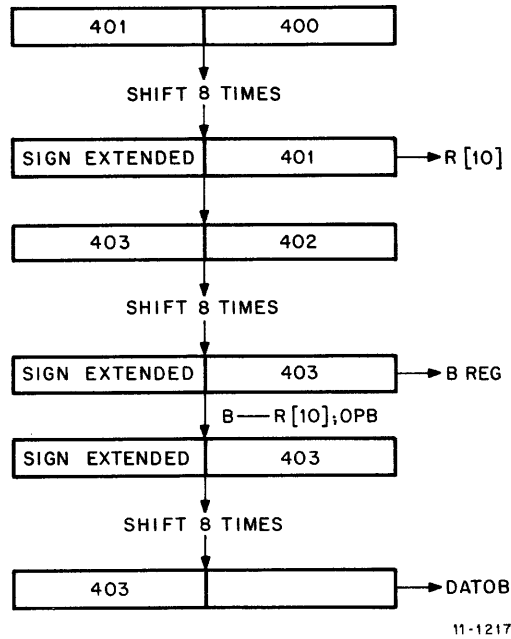 401 400
SHIFT 8 TIMES
SIGN EXTENDED 401 R [10]
403 402
SHIFT 8 TIMES
SIGN EXTENDED 403 B REG
B — R [10]; OPB
SIGN EXTENDED 403
SHIFT 8 TIMES
403 DATOB
11-1217